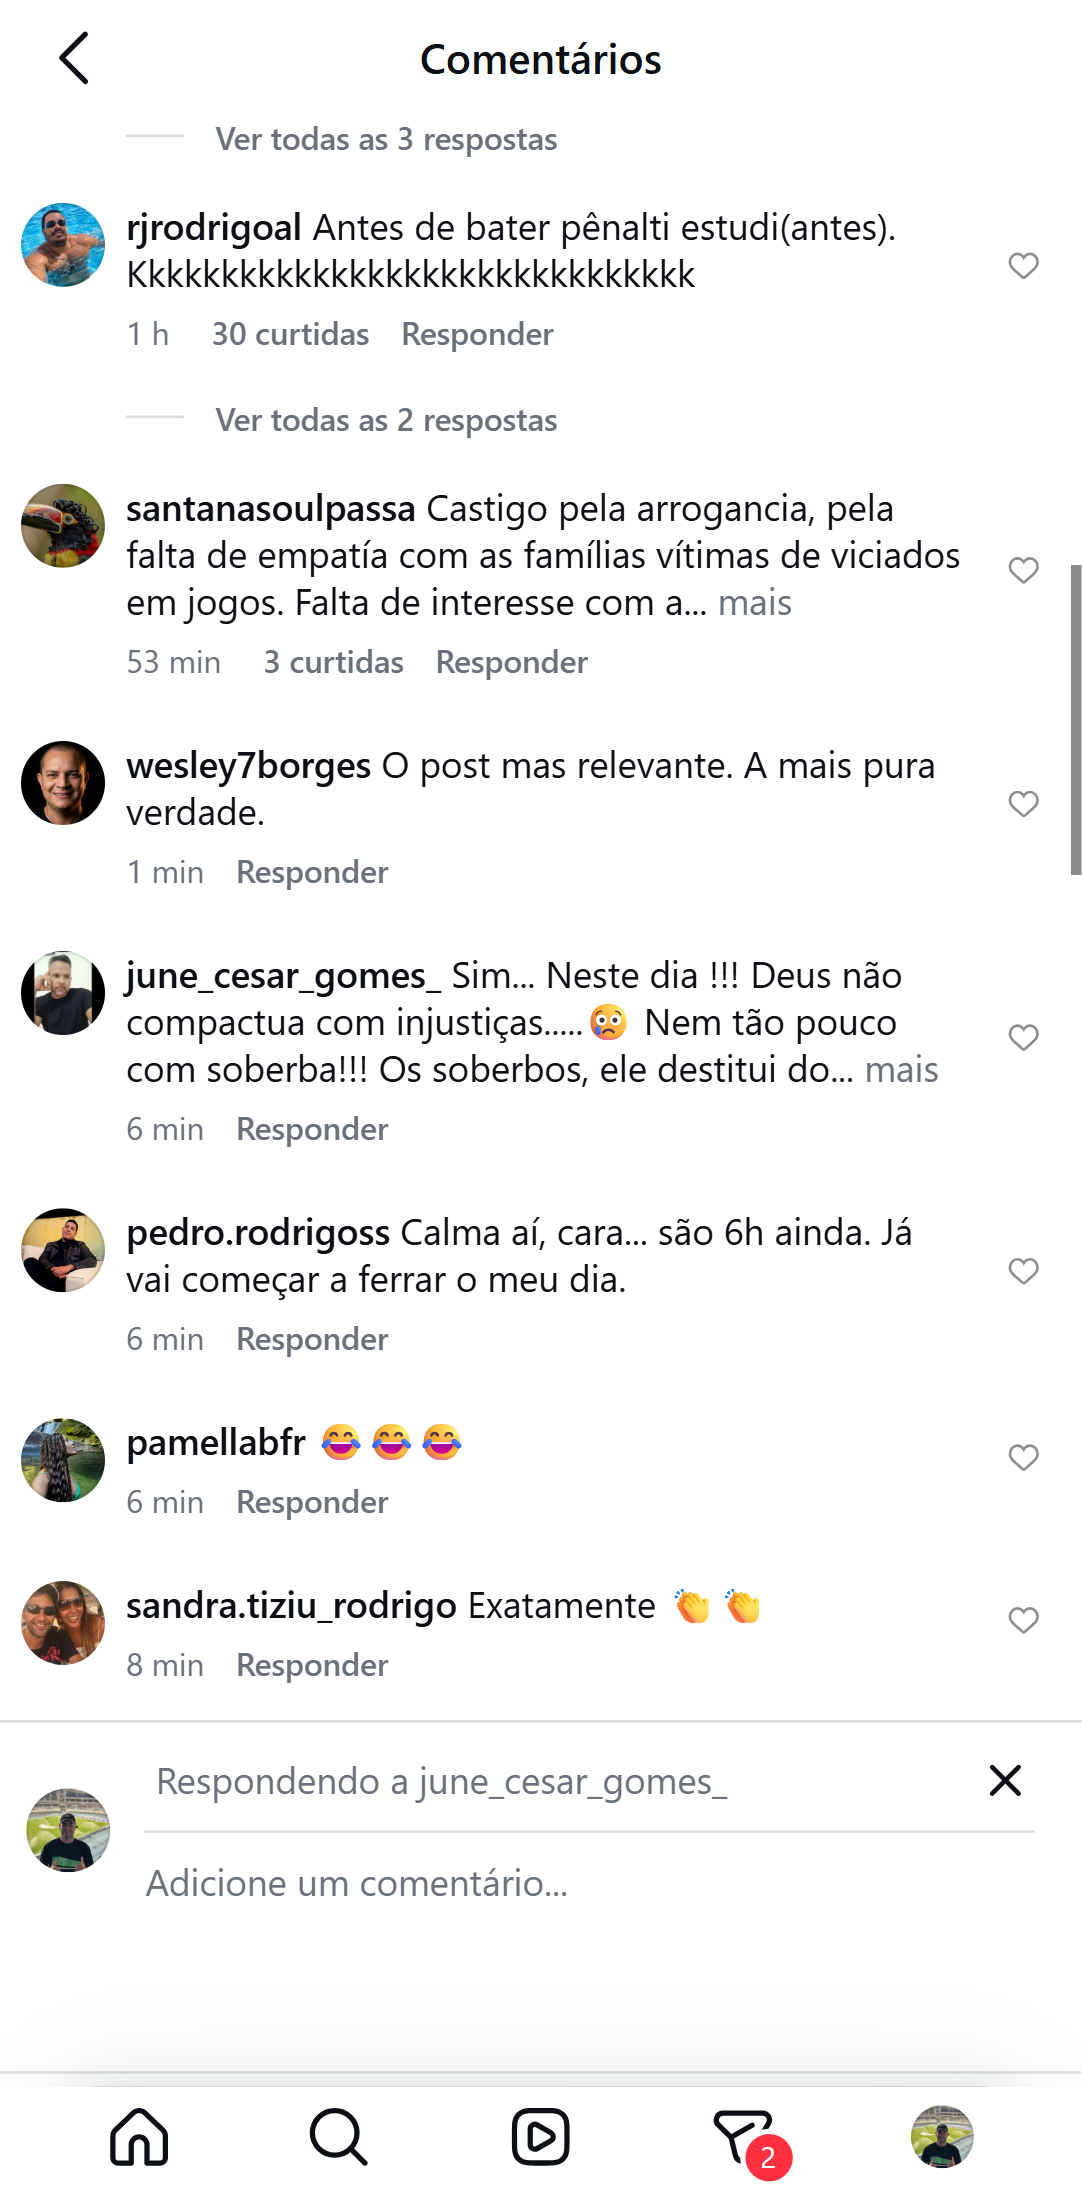 Comentários
Ver todas as 3 respostas
rjrodrigoal Antes de bater pênalti estudi(antes).
Kkkkkkkkkkkkkkkkkkkkkkkkkkkkkkk
1 h 30 curtidas Responder
Ver todas as 2 respostas
santanasoulpassa Castigo pela arrogancia, pela
falta de empatía com as famílias vítimas de viciados
em jogos. Falta de interesse com a... mais
53 min 3 curtidas Responder
wesley7borges O post mas relevante. A mais pura
verdade.
1 min Responder
june_cesar_gomes_ Sim... Neste dia !!! Deus não
compactua com injustiças.....😢 Nem tão pouco
com soberba!!! Os soberbos, ele destitui do... mais
6 min Responder
pedro.rodrigoss Calma aí, cara... são 6h ainda. Já
vai começar a ferrar o meu dia.
6 min Responder
pamellabfr 😂😂😂
6 min Responder
sandra.tiziu_rodrigo Exatamente 👏👏
8 min Responder
Respondendo a june_cesar_gomes_
Adicione um comentário...
2